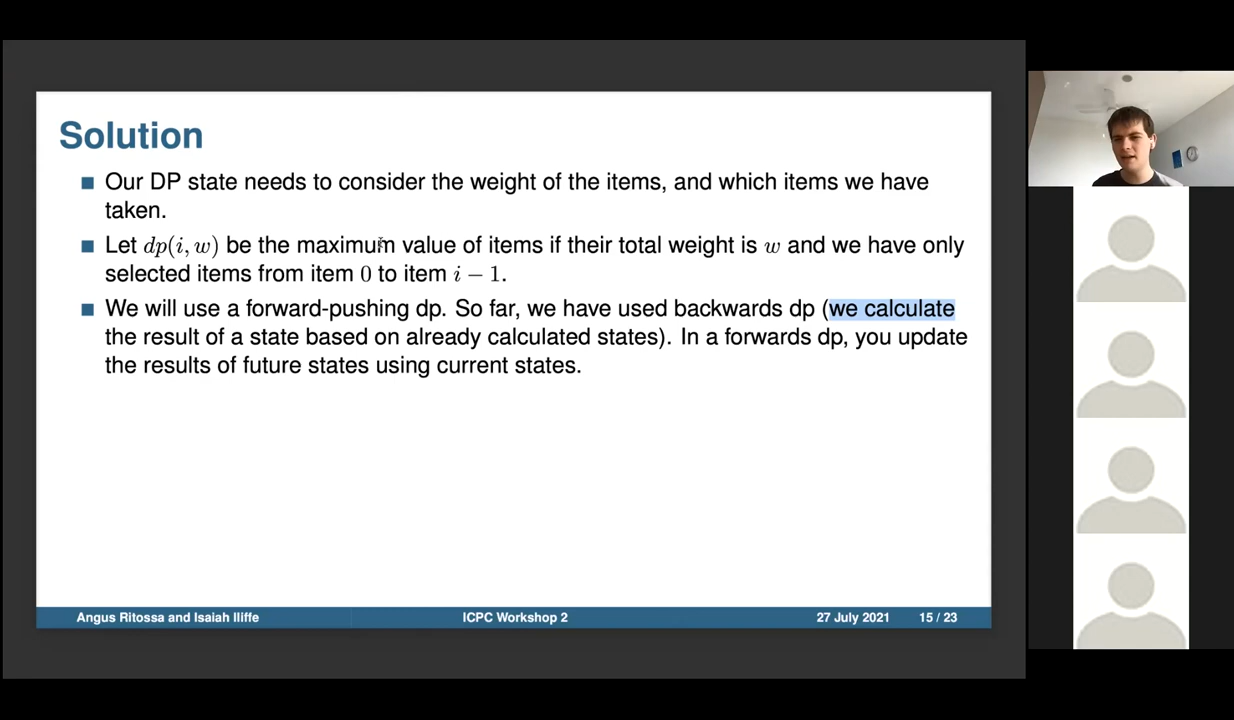 Solution
Our DP state needs to consider the weight of the items, and which items we have
taken.
Let dp(i, w) be the maximum value of items if their total weight is w and we have only
selected items from item 0 to item i − 1.
We will use a forward-pushing dp. So far, we have used backwards dp (we calculate
the result of a state based on already calculated states). In a forwards dp, you update
the results of future states using current states.
Angus Ritossa and Isaiah Iliffe ICPC Workshop 2 27 July 2021 15 / 23